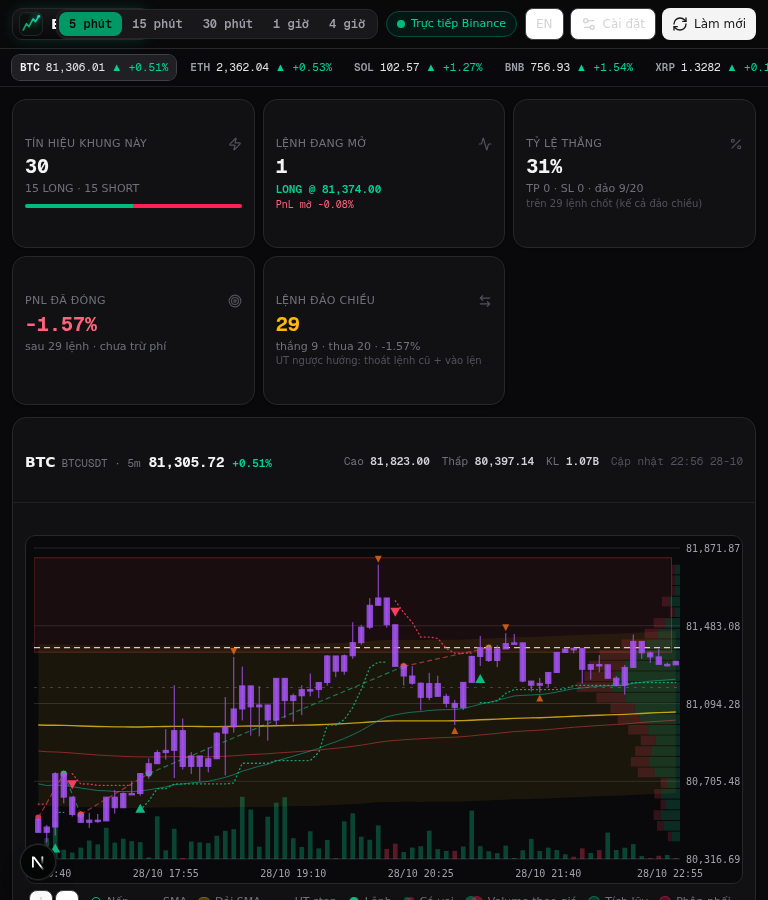 5 phút 15 phút 30 phút 1 giờ 4 giờ Trực tiếp Binance EN Cài đặt Làm mới
BTC 81,306.01 ▲ +0.51% ETH 2,362.04 ▲ +0.53% SOL 102.57 ▲ +1.27% BNB 756.93 ▲ +1.54% XRP 1.3282 ▲
TÍN HIỆU KHUNG NÀY
30
15 LONG · 15 SHORT
LỆNH ĐANG MỞ
1
LONG @ 81,374.00
PnL mở -0.08%
TỶ LỆ THẮNG
31%
TP 0 · SL 0 · đảo 9/20
trên 29 lệnh chốt (kể cả đảo chiều)
PNL ĐÃ ĐÓNG
-1.57%
sau 29 lệnh · chưa trừ phí
LỆNH ĐẢO CHIỀU
29
thắng 9 · thua 20 · -1.57%
UT ngược hướng: thoát lệnh cũ + vào lện
BTC BTCUSDT · 5m 81,305.72 +0.51% Cao 81,823.00 Thấp 80,397.14 KL 1.07B Cập nhật 22:56 28-10
81,871.87
81,483.08
81,094.28
80,705.48
80,316.69
:40 28/10 17:55 28/10 19:10 28/10 20:25 28/10 21:40 28/10 22:55
N